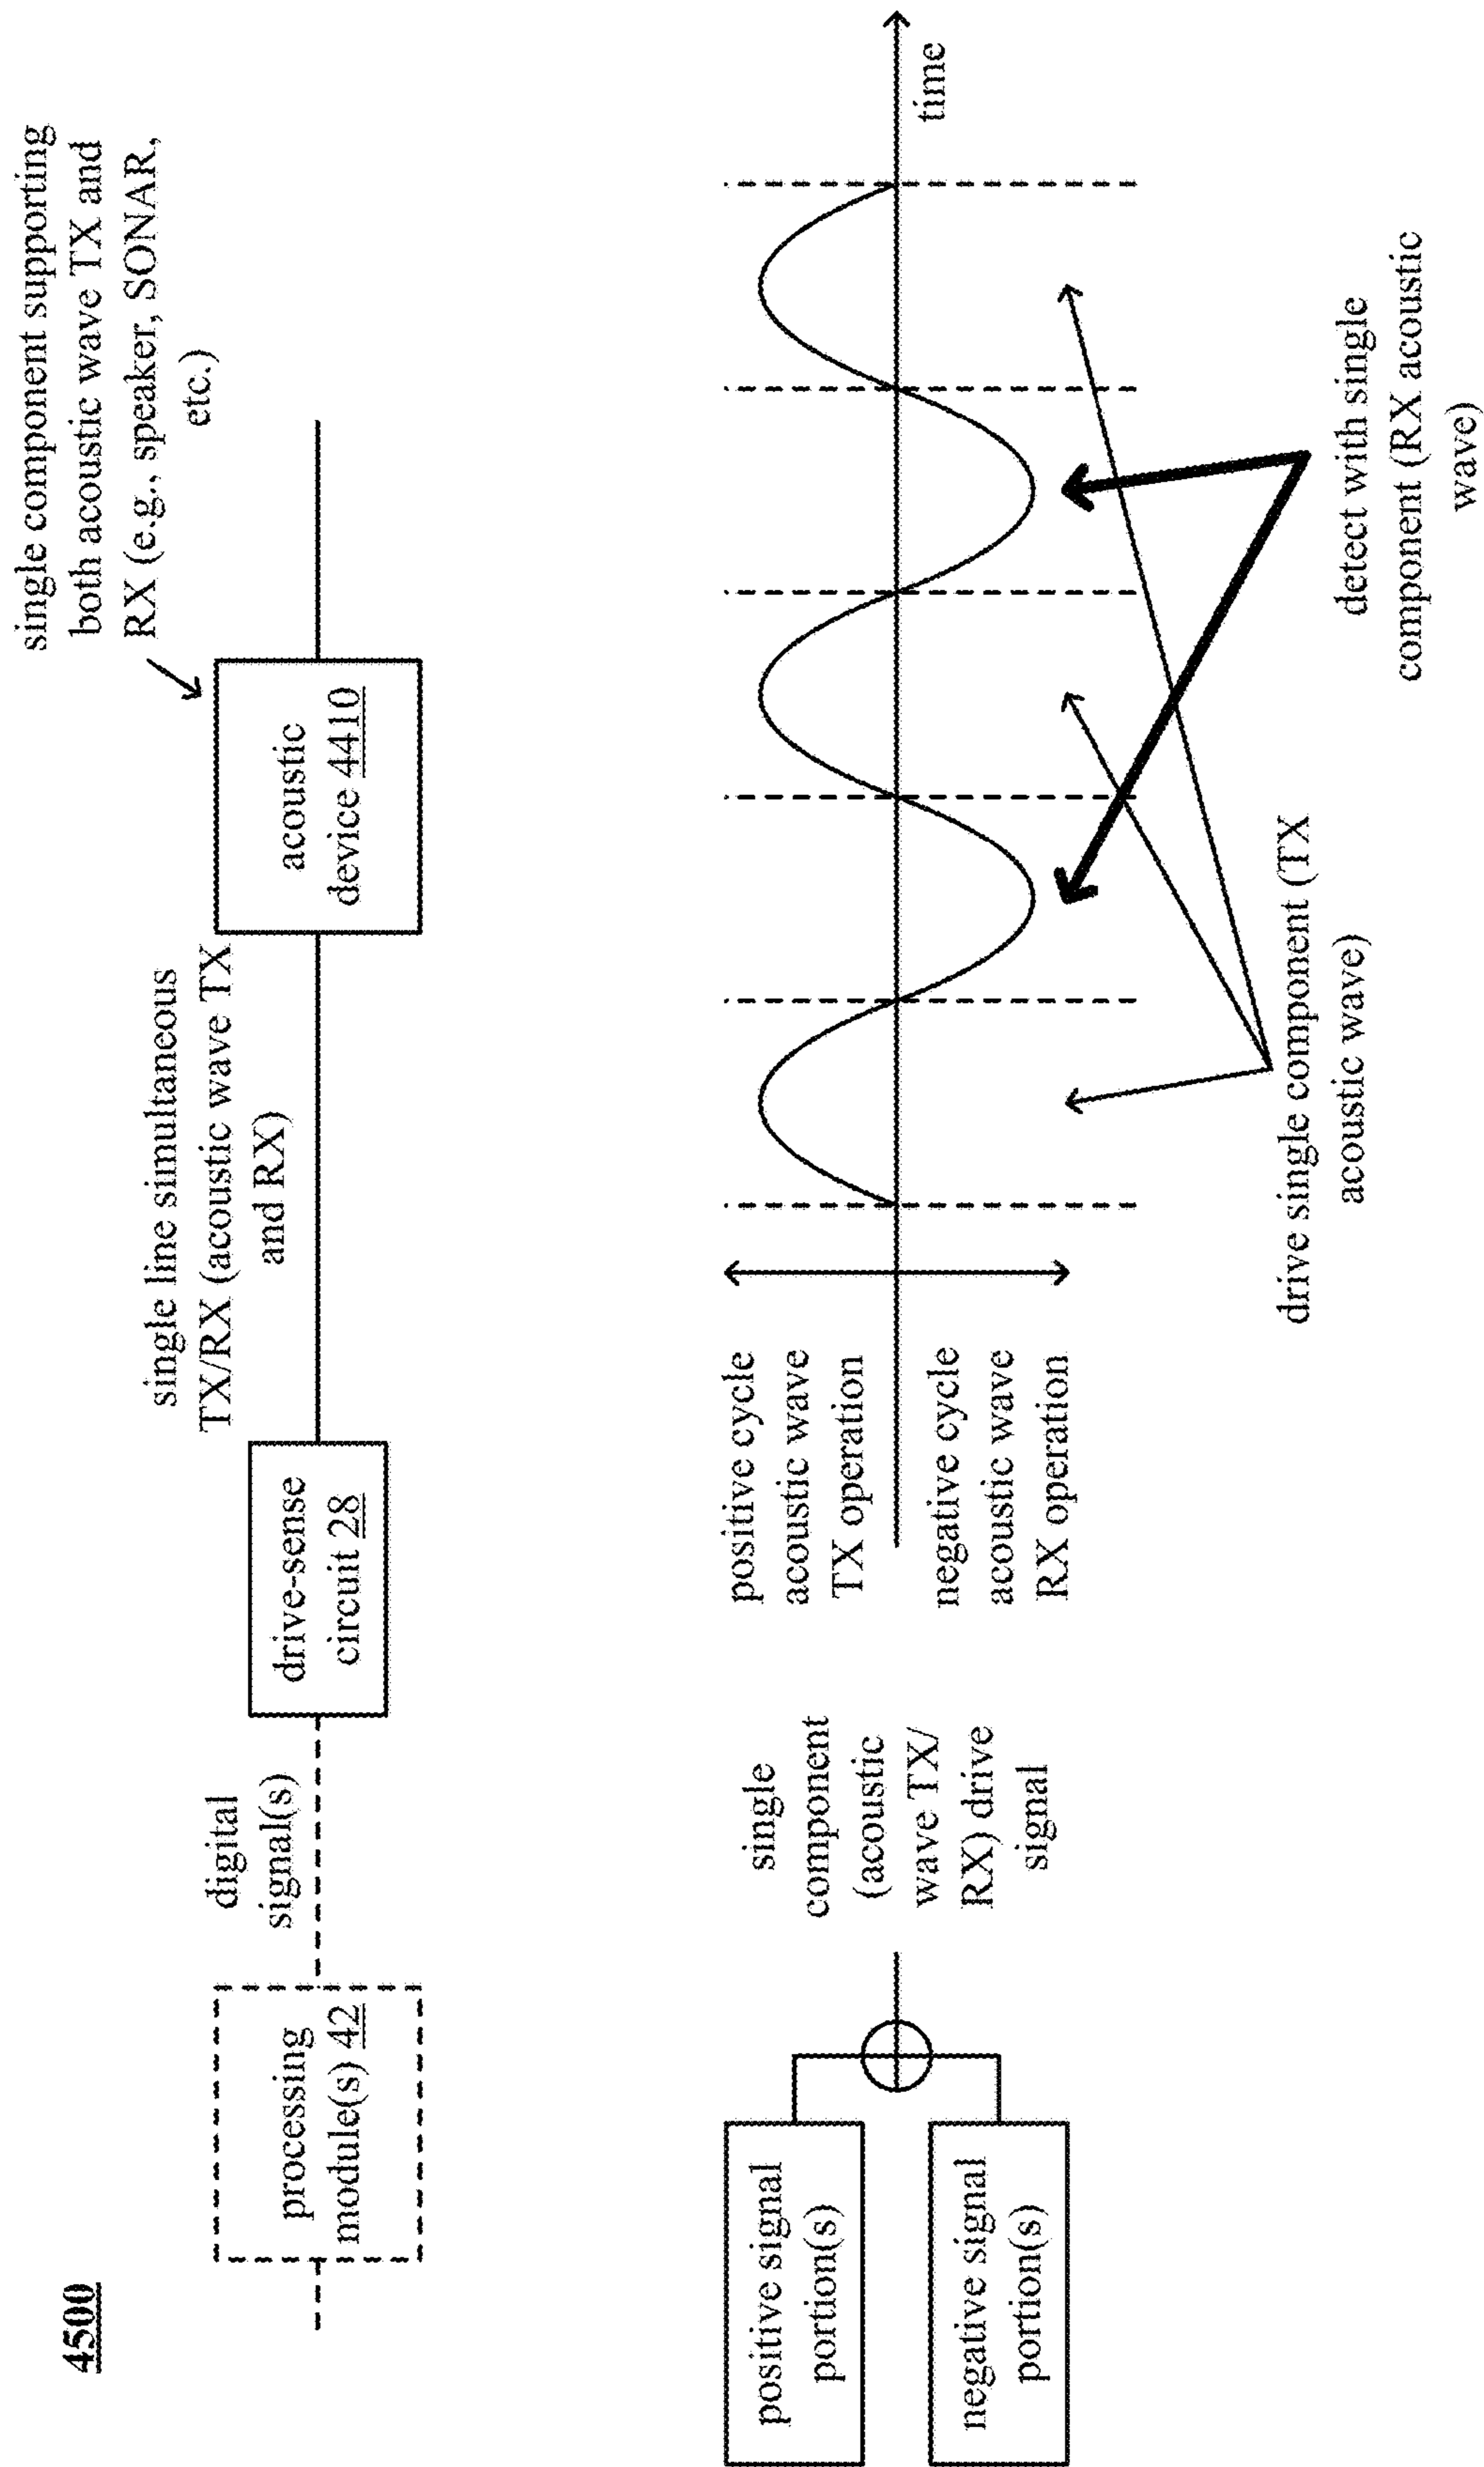 4500
processing
module(s) 42
digital
signal(s)
drive-sense
circuit 28
single line simultaneous
TX/RX (acoustic wave TX
and RX)
acoustic
device 4410
single component supporting
both acoustic wave TX and
RX (e.g., speaker, SONAR,
etc.)
positive signal
portion(s)
negative signal
portion(s)
single
component
(acoustic
wave TX/
RX) drive
signal
positive cycle
acoustic wave
TX operation
negative cycle
acoustic wave
RX operation
time
drive single component (TX
acoustic wave)
detect with single
component (RX acoustic
wave)